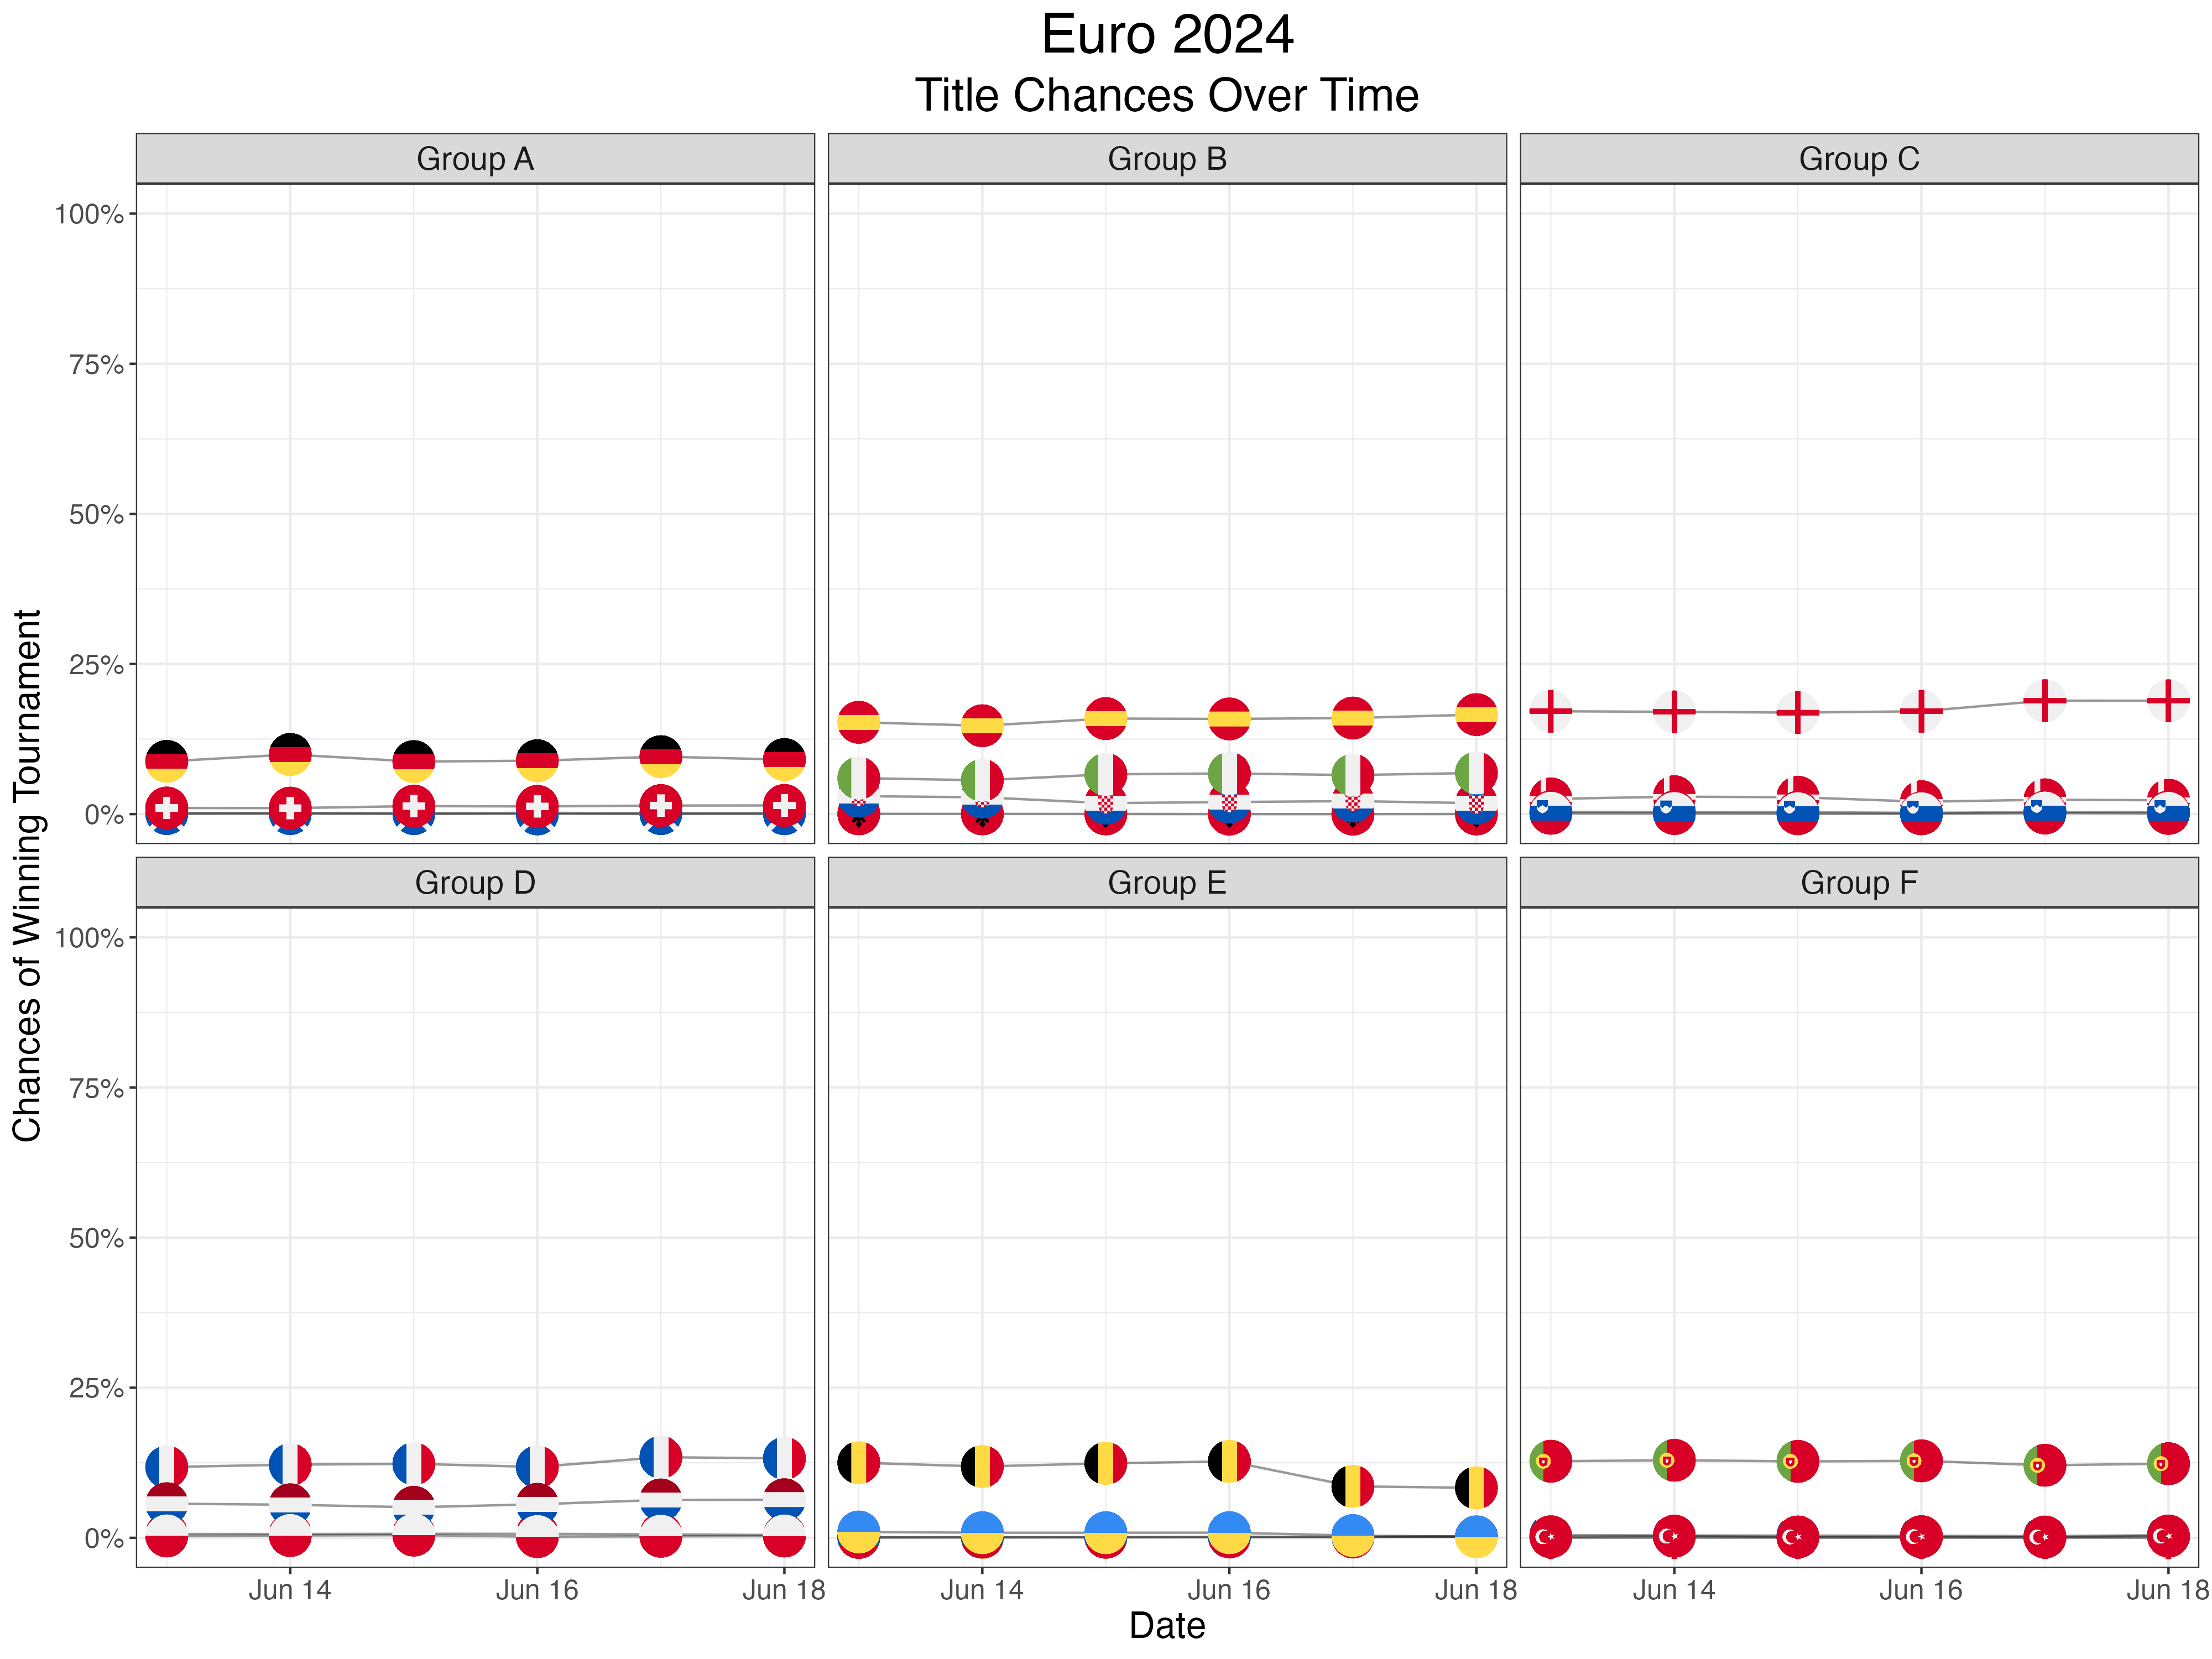 Euro 2024
Title Chances Over Time
Group A
Group B
Group C
100%
75%
50%
25%
0%
Group D
Group E
Group F
100%
75%
50%
25%
0%
Jun 14
Jun 16
Jun 18
Jun 14
Jun 16
Jun 18
Jun 14
Jun 16
Jun 18
Date
Chances of Winning Tournament